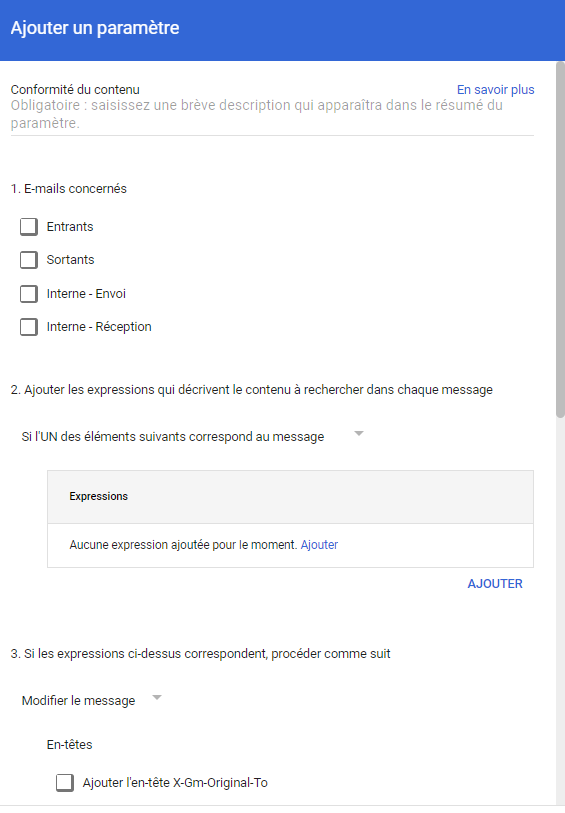 Ajouter un paramètre
Conformité du contenu En savoir plus
Obligatoire : saisissez une brève description qui apparaîtra dans le résumé du
paramètre.
1. E-mails concernés
Entrants
Sortants
Interne - Envoi
Interne - Réception
2. Ajouter les expressions qui décrivent le contenu à rechercher dans chaque message
Si l'UN des éléments suivants correspond au message
Expressions
Aucune expression ajoutée pour le moment. Ajouter
AJOUTER
3. Si les expressions ci-dessus correspondent, procéder comme suit
Modifier le message
En-têtes
Ajouter l'en-tête X-Gm-Original-To